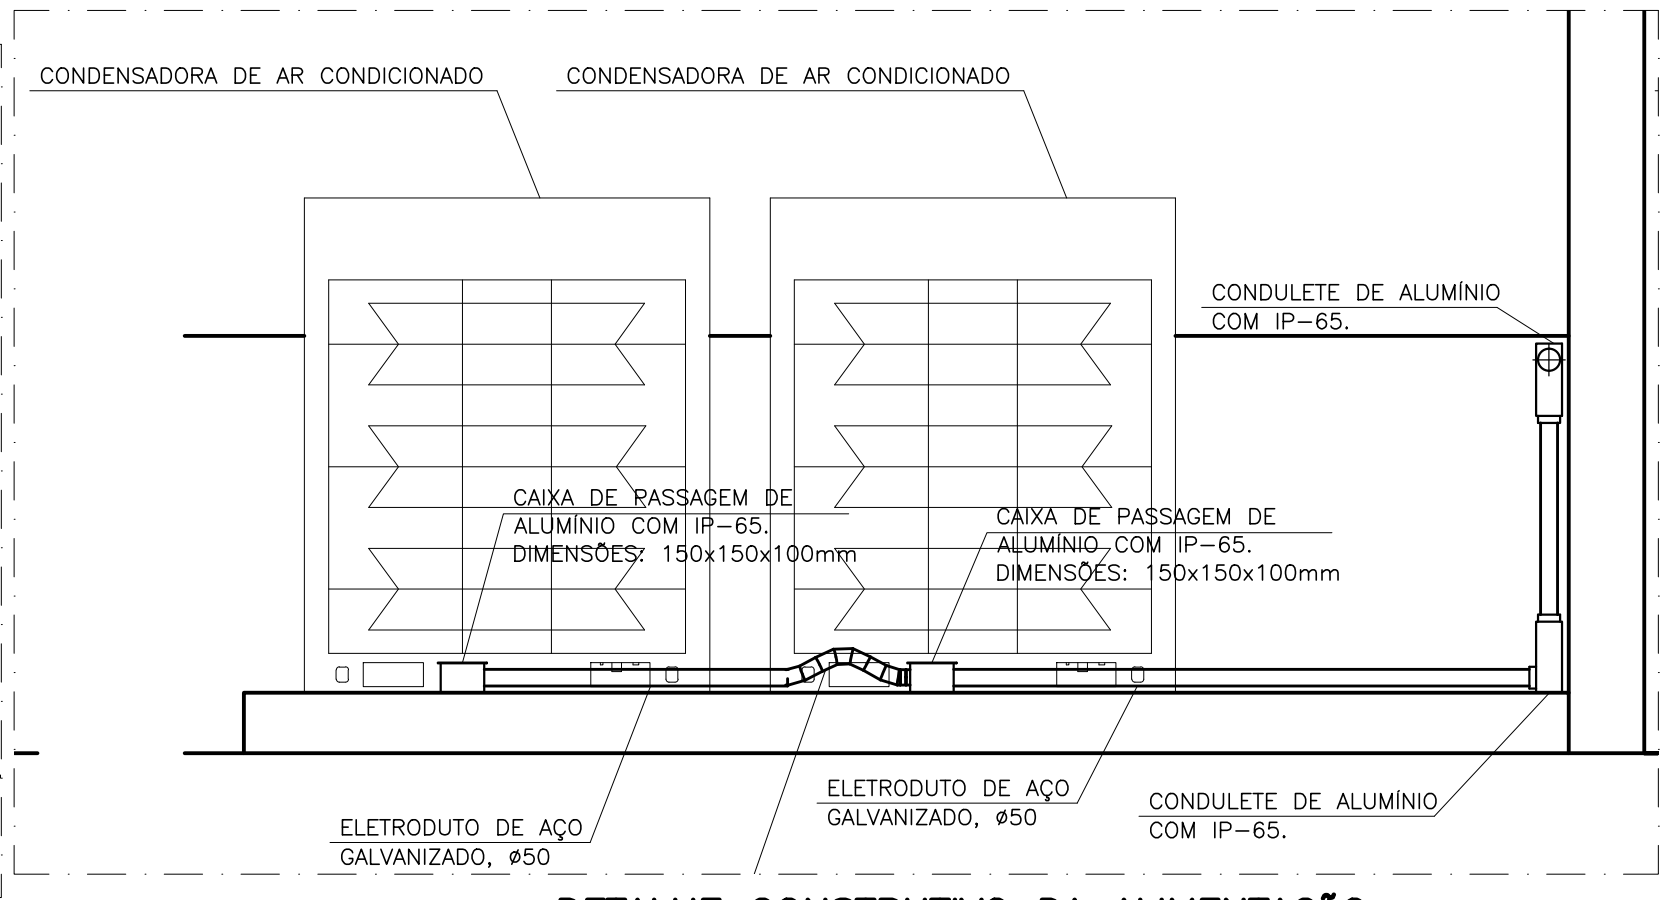 CONDENSADORA DE AR CONDICIONADO
CONDENSADORA DE AR CONDICIONADO
CONDULETE DE ALUMÍNIO
COM IP-65.
CAIXA DE PASSAGEM DE
ALUMÍNIO COM IP-65.
DIMENSÕES: 150x150x100mm
CAIXA DE PASSAGEM DE
ALUMÍNIO COM IP-65.
DIMENSÕES: 150x150x100mm
ELETRODUTO DE AÇO
GALVANIZADO, ø50
CONDULETE DE ALUMÍNIO
COM IP-65.
ELETRODUTO DE AÇO
GALVANIZADO, ø50